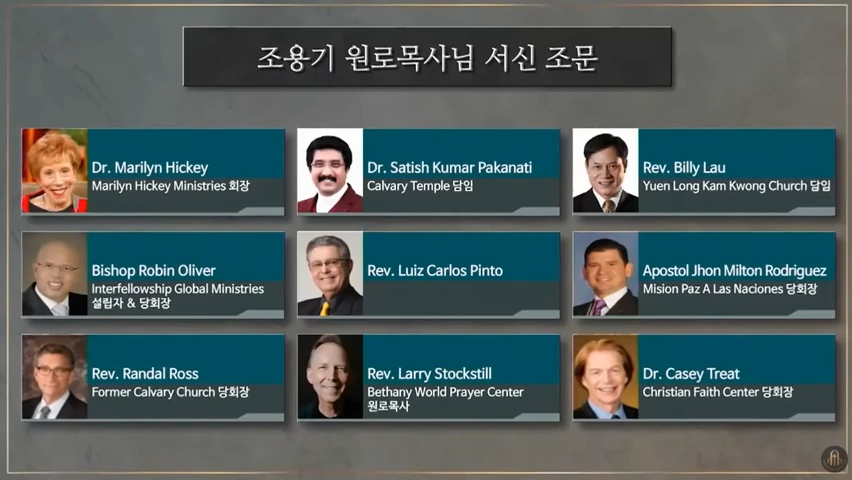 조용기 원로목사님 서신 조문
Dr. Marilyn Hickey
Marilyn Hickey Ministries 회장
Dr. Satish Kumar Pakanati
Calvary Temple 담임
Rev. Billy Lau
Yuen Long Kam Kwong Church 담임
Bishop Robin Oliver
Interfellowship Global Ministries
설립자 & 당회장
Rev. Luiz Carlos Pinto
Apostol Jhon Milton Rodriguez
Mision Paz A Las Naciones 당회장
Rev. Randal Ross
Former Calvary Church 당회장
Rev. Larry Stockstill
Bethany World Prayer Center
원로목사
Dr. Casey Treat
Christian Faith Center 당회장